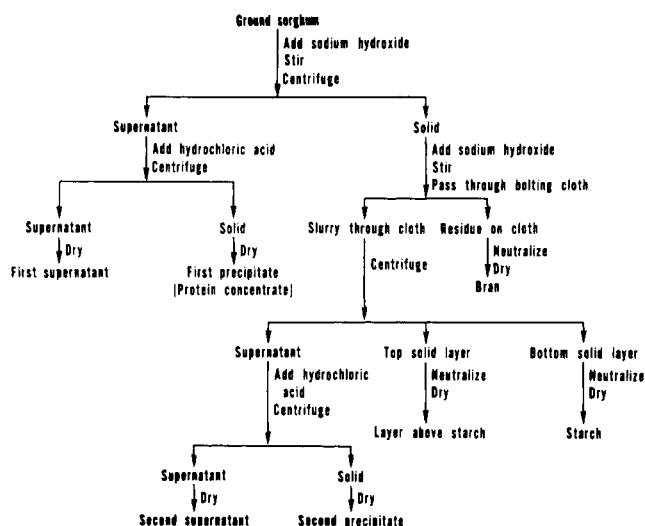 Ground sorghum
Add sodium hydroxide
Stir
Centrifuge
Supernatant
Solid
Add hydrochloric acid
Centrifuge
Add sodium hydroxide
Stir
Pass through bolting cloth
Supernatant
Solid
Slurry through cloth
Residue on cloth
Dry
Dry
Centrifuge
Neutralize
Dry
First supernatant
First precipitate
[Protein concentrate]
Bran
Supernatant
Top solid layer
Bottom solid layer
Add hydrochloric
acid
Centrifuge
Neutralize
Dry
Neutralize
Dry
Layer above starch
Starch
Supernatant
Solid
Dry
Dry
Second supernatant
Second precipitate